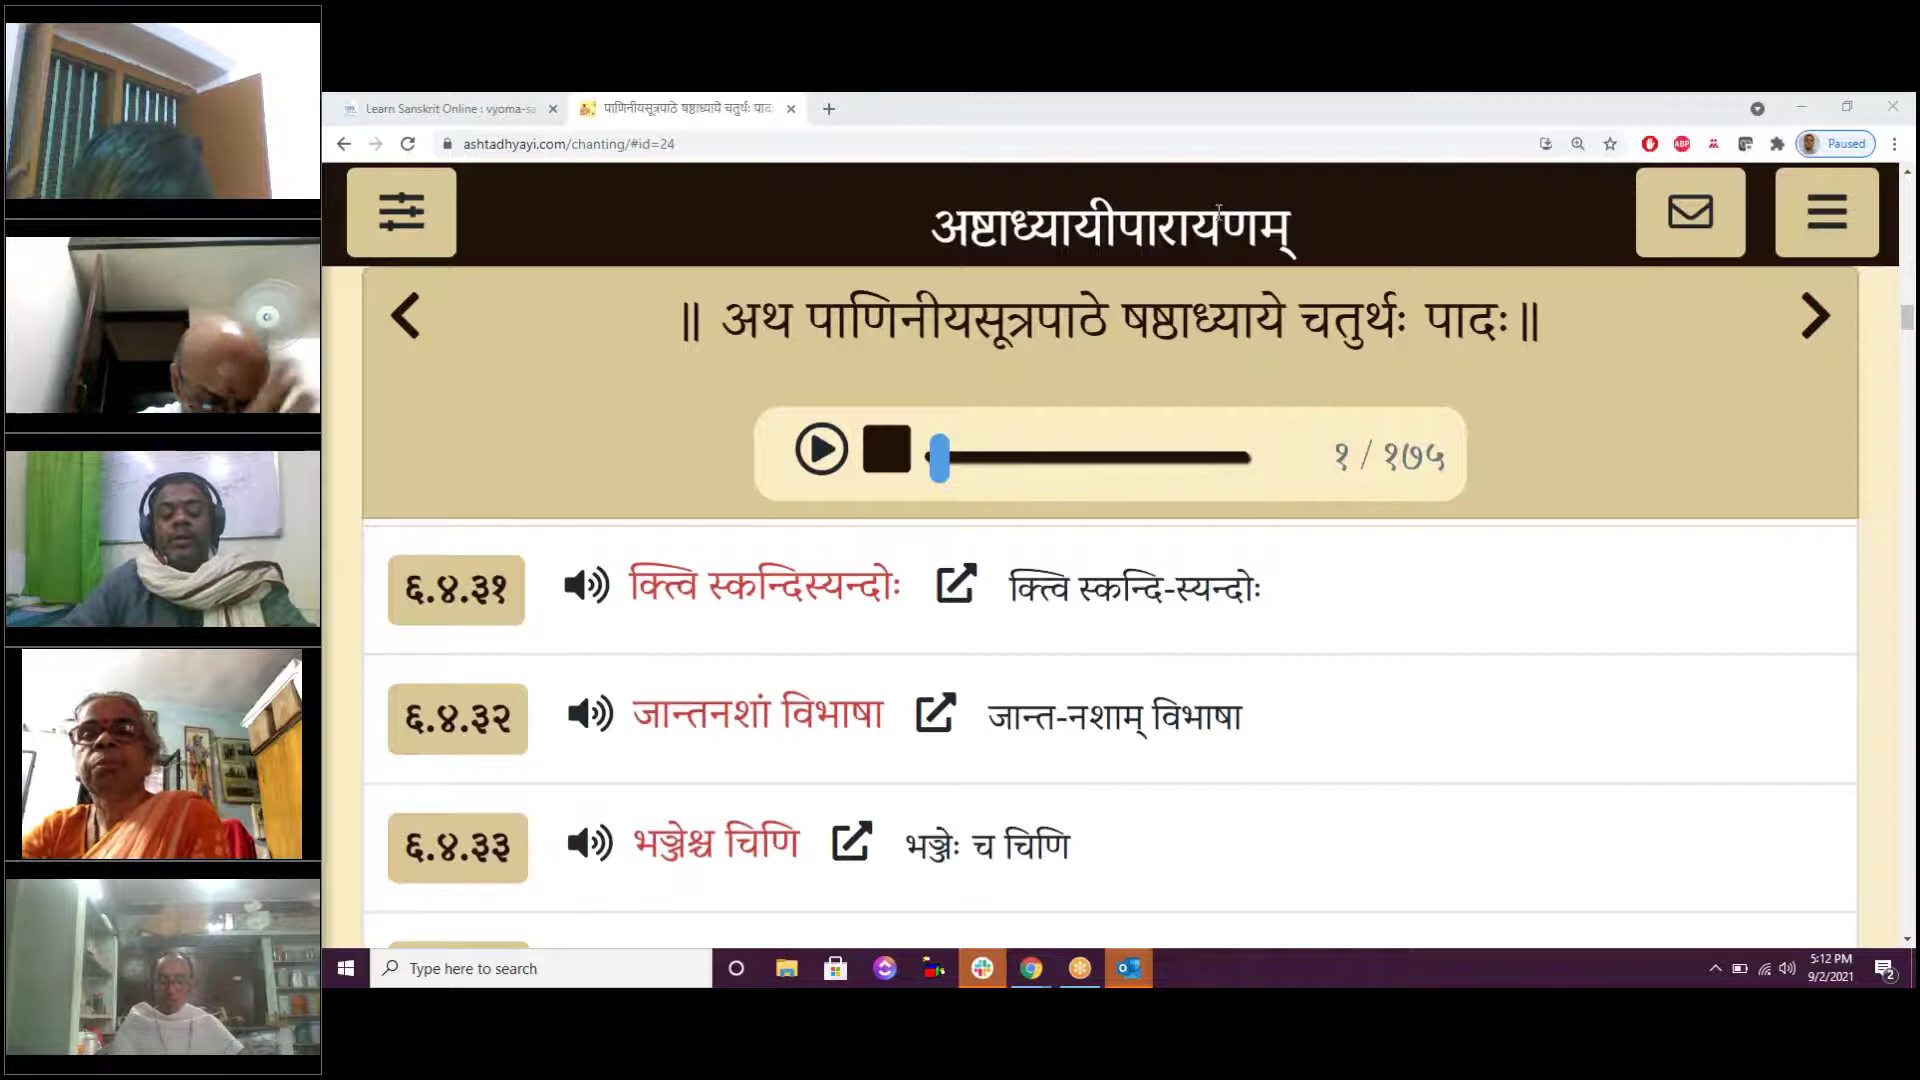 Learn Sanskrit Online : vyoma-sa
पाणिनीयसूत्रपाठे षष्ठाध्याये चतुर्थः पादः
ashtadhyayi.com/chanting/#id=24
Paused
अष्टाध्यायीपारायणम्
॥ अथ पाणिनीयसूत्रपाठे षष्ठाध्याये चतुर्थः पादः॥
१ / १७५
६.४.३१ क्त्वि स्कन्दिस्यन्दोः क्त्वि स्कन्दि-स्यन्दोः
६.४.३२ जान्तनशां विभाषा जान्त-नशाम् विभाषा
६.४.३३ भञ्जेश्च चिणि भञ्जेः च चिणि
Type here to search
5:12 PM
9/2/2021
2